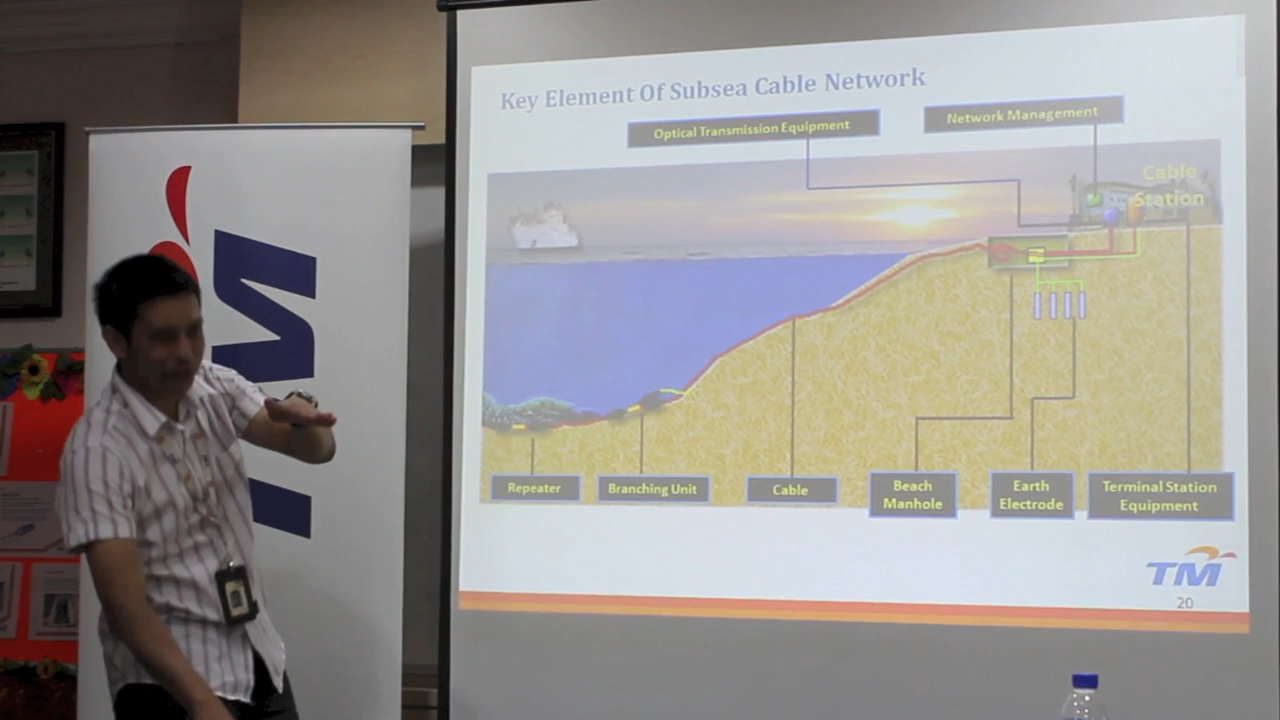 Key Element Of Subsea Cable Network
Optical Transmission Equipment
Network Management
Cable
Station
Repeater
Branching Unit
Cable
Beach
Manhole
Earth
Electrode
Terminal Station
Equipment
TM
20
TM